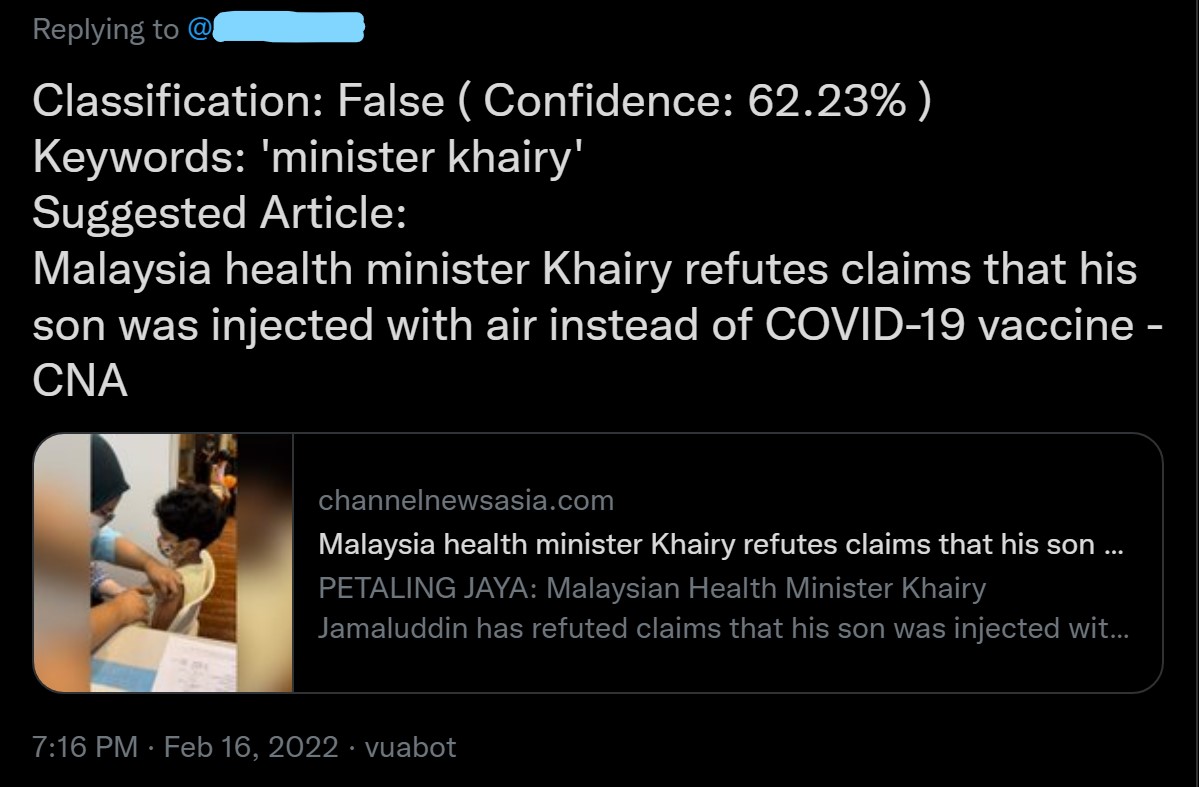 Replying to @
Classification: False ( Confidence: 62.23% )
Keywords: 'minister khairy'
Suggested Article:
Malaysia health minister Khairy refutes claims that his
son was injected with air instead of COVID-19 vaccine -
CNA
channelnewsasia.com
Malaysia health minister Khairy refutes claims that his son ...
PETALING JAYA: Malaysian Health Minister Khairy
Jamaluddin has refuted claims that his son was injected wit...
7:16 PM · Feb 16, 2022 · vuabot